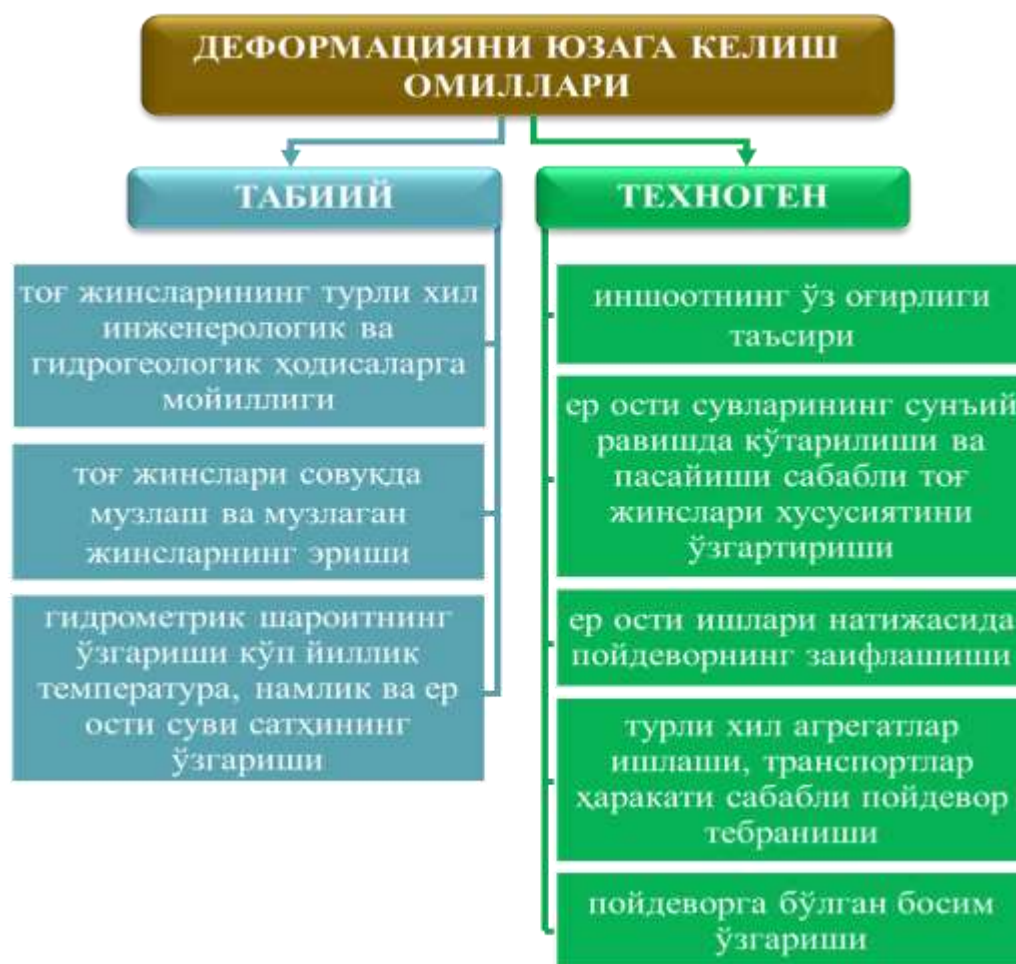 ДЕФОРМАЦИЯНИ ЮЗАГА КЕЛИШ
ОМИЛЛАРИ
ТАБИИЙ
тоғ жинсларининг турли хил
инженерологик ва
гидрогеологик ҳодисаларга
мойиллиги
тоғ жинслари совуқда
музлаш ва музлаган
жинсларнинг эриши
гидрометрик шароитнинг
ўзгариши кўп йиллик
температура, намлик ва ер
ости суви сатҳининг
ўзгариши
ТЕХНОГЕН
иншоотнинг ўз оғирлиги
таъсири
ер ости сувларининг сунъий
равишда кўтарилиши ва
пасайиши сабабли тоғ
жинслари хусусиятини
ўзгартириши
ер ости ишлари натижасида
пойдеворнинг заифлашиши
турли хил агрегатлар
ишлаши, транспортлар
ҳаракати сабабли пойдевор
тебраниши
пойдеворга бўлган босим
ўзгариши